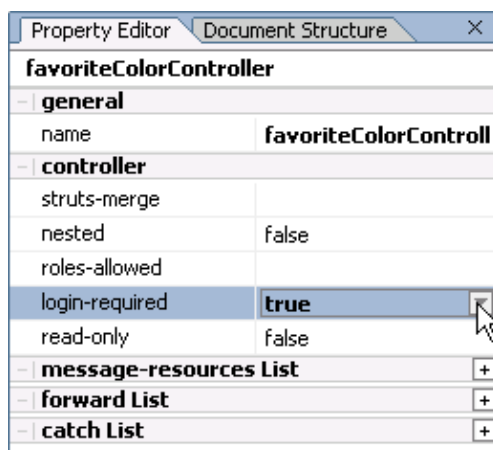 Property Editor Document Structure
favoriteColorController
general
name favoriteColorControll
controller
struts-merge
nested false
roles-allowed
login-required true
read-only false
message-resources List
forward List
catch List